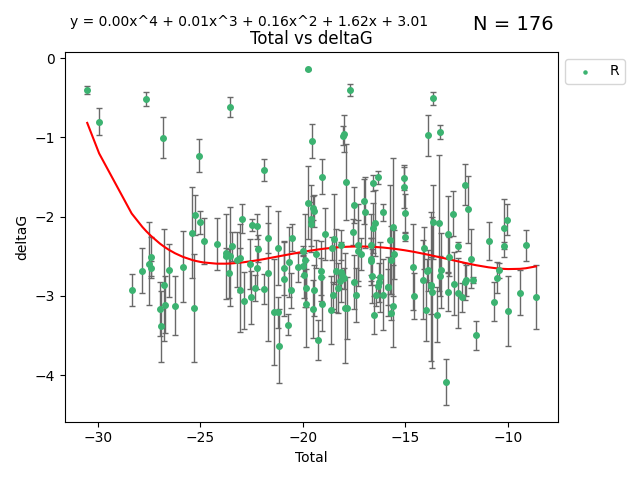 y = 0.00x^4 + 0.01x^3 + 0.16x^2 + 1.62x + 3.01
N = 176
Total vs deltaG
R
0
−1
−2
−3
−4
deltaG
−30 −25 −20 −15 −10
Total